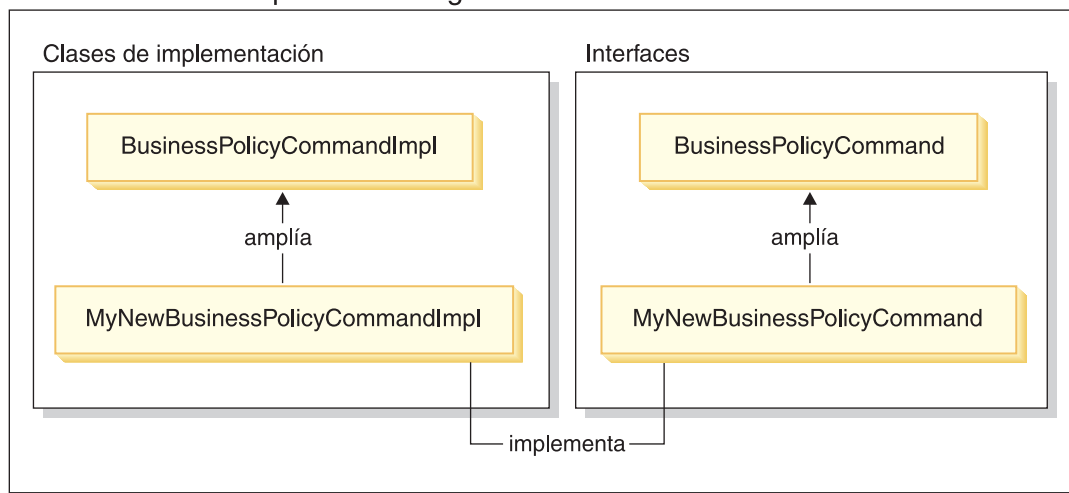 Clases de implementación
Interfaces
BusinessPolicyCommandImpl
BusinessPolicyCommand
amplía
amplía
MyNewBusinessPolicyCommandImpl
MyNewBusinessPolicyCommand
implementa